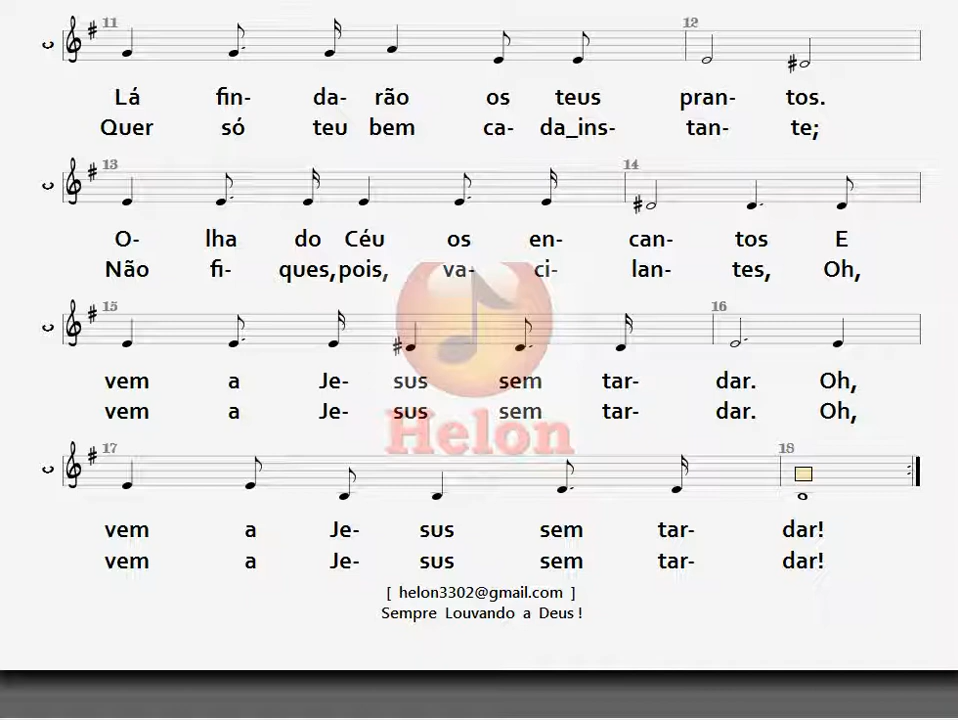 11 12
Lá fin- da- rão os teus pran- tos.
Quer só teu bem ca- da_ins- tan- te;
13 14
O- lha do Céu os en- can- tos E
Não fi- ques, pois, va- ci- lan- tes, Oh,
15 16
vem a Je- sus sem tar- dar. Oh,
vem a Je- sus sem tar- dar. Oh,
Helon
17 18
vem a Je- sus sem tar- dar!
vem a Je- sus sem tar- dar!
[ helon3302@gmail.com ]
Sempre Louvando a Deus !